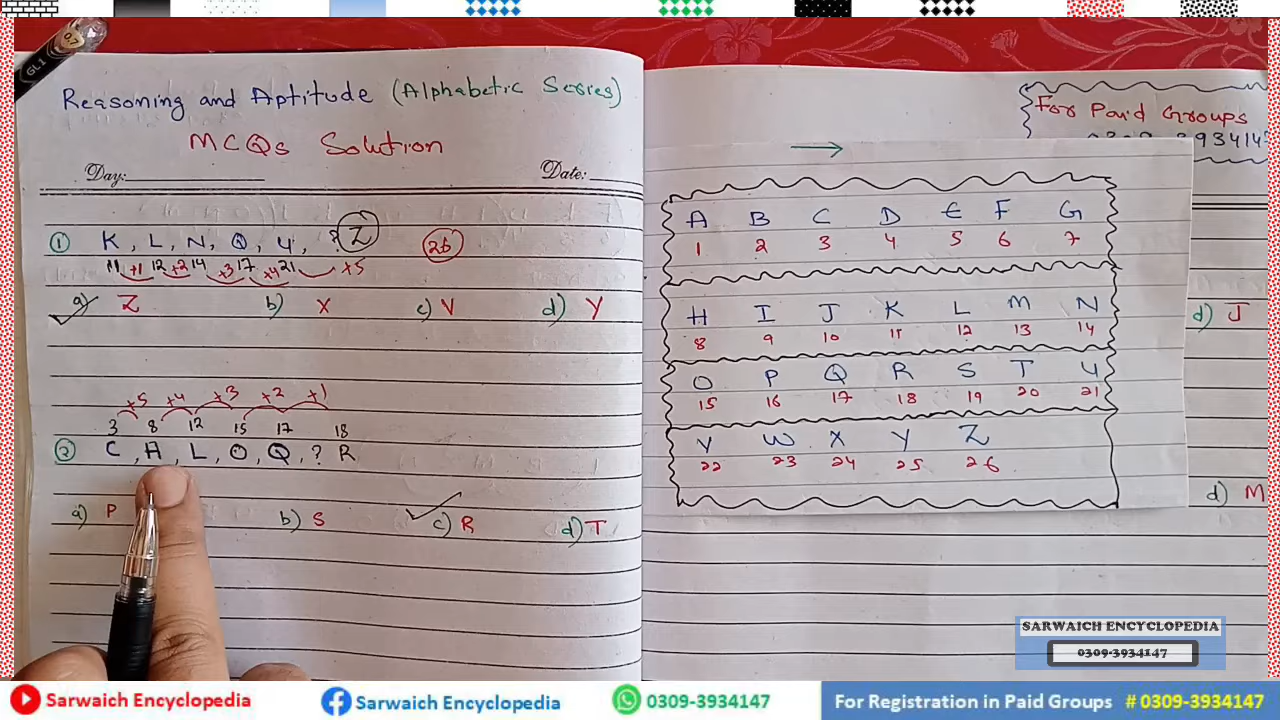 Reasoning and Aptitude (Alphabetic Series)
MCQs Solution
Day: Date:
① K, L, N, Q, U, ? Z 26
11 +1 12 +2 14 +3 17 +4 21 +5
a) Z b) X c) V d) Y
+5 +4 +3 +2 +1
3 8 12 15 17 18
② C, H, L, O, Q, ? R
a) P b) S c) R d) T
For Paid Groups
A B C D E F G
1 2 3 4 5 6 7
H I J K L M N
8 9 10 11 12 13 14
O P Q R S T U
15 16 17 18 19 20 21
V W X Y Z
22 23 24 25 26
d) J
d) M
SARWAICH ENCYCLOPEDIA
0309-3934147
Sarwaich Encyclopedia Sarwaich Encyclopedia 0309-3934147 For Registration in Paid Groups # 0309-3934147